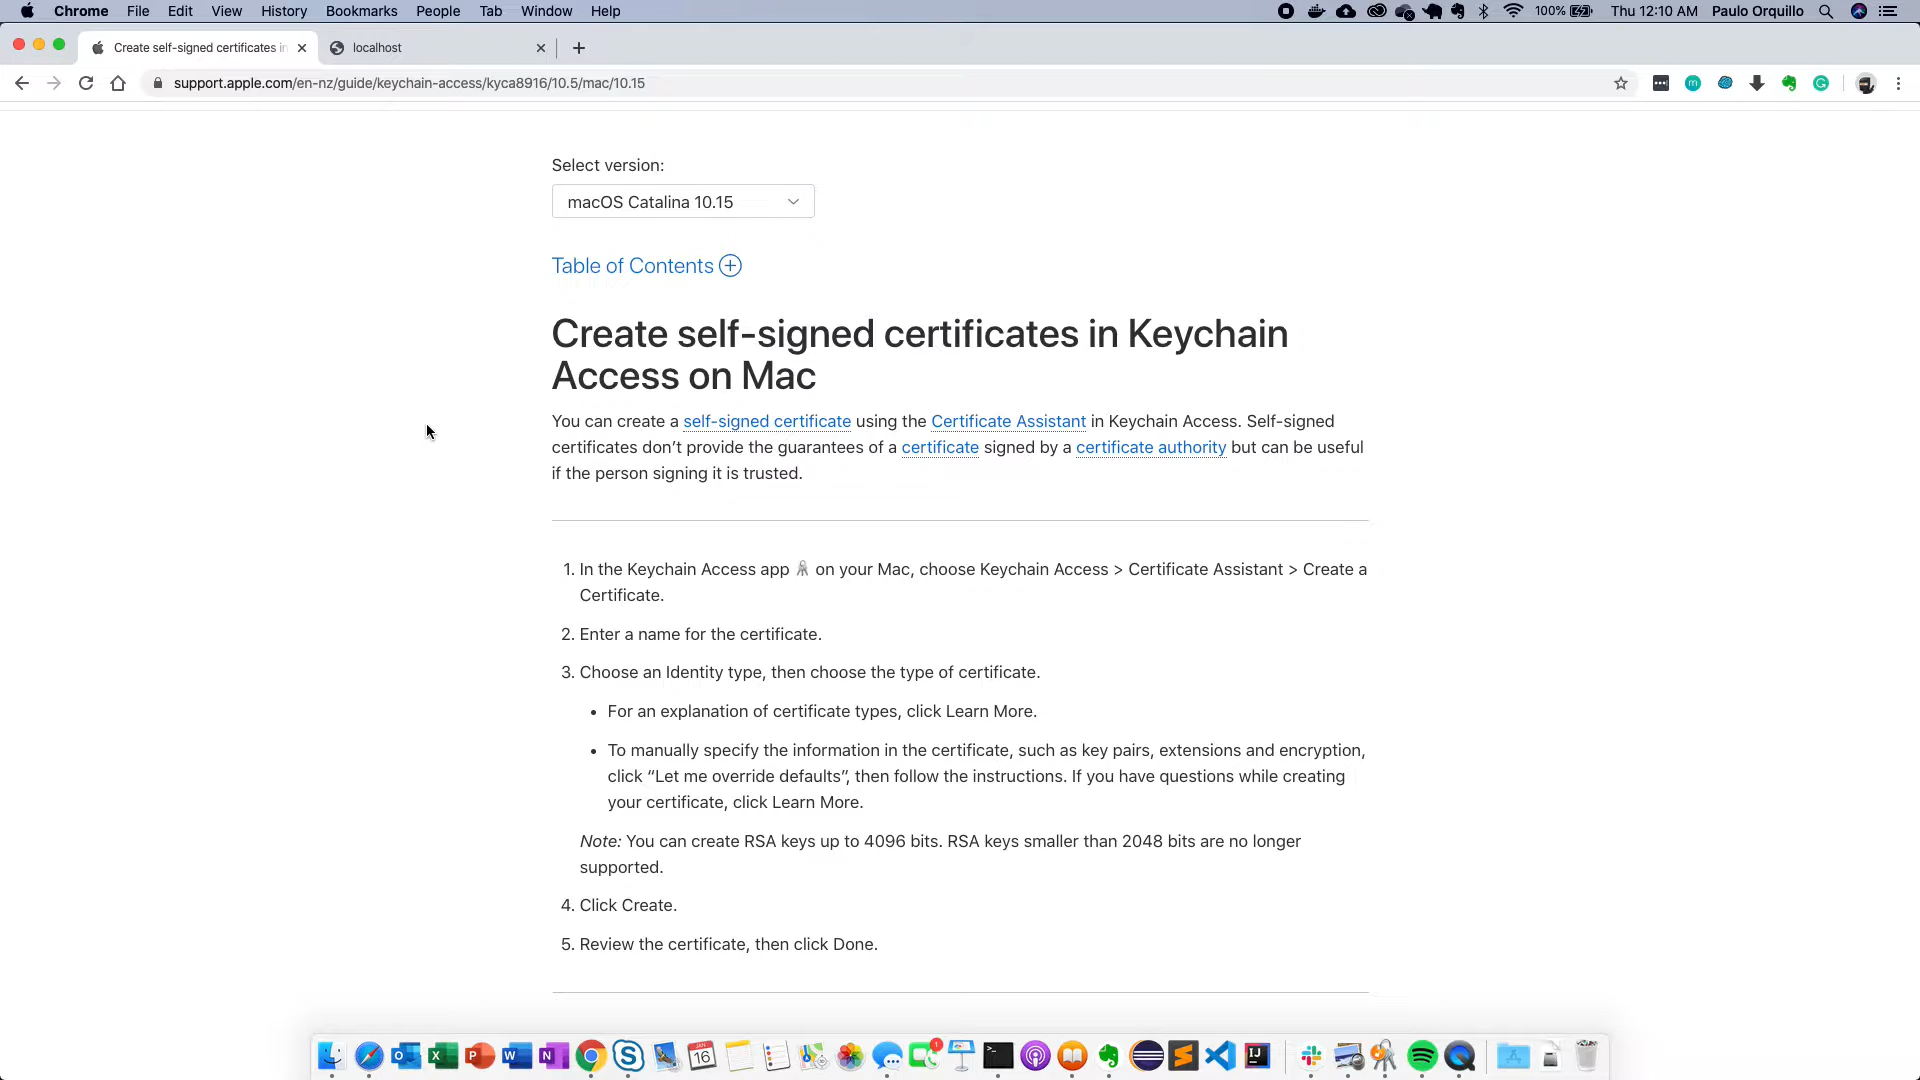 Chrome File Edit View History Bookmarks People Tab Window Help 100% Thu 12:10 AM Paulo Orquillo
Create self-signed certificates in localhost
support.apple.com/en-nz/guide/keychain-access/kyca8916/10.5/mac/10.15
Select version:
macOS Catalina 10.15
Table of Contents
Create self-signed certificates in Keychain
Access on Mac
You can create a self-signed certificate using the Certificate Assistant in Keychain Access. Self-signed
certificates don’t provide the guarantees of a certificate signed by a certificate authority but can be useful
if the person signing it is trusted.
1. In the Keychain Access app on your Mac, choose Keychain Access > Certificate Assistant > Create a
Certificate.
2. Enter a name for the certificate.
3. Choose an Identity type, then choose the type of certificate.
• For an explanation of certificate types, click Learn More.
• To manually specify the information in the certificate, such as key pairs, extensions and encryption,
click “Let me override defaults”, then follow the instructions. If you have questions while creating
your certificate, click Learn More.
Note: You can create RSA keys up to 4096 bits. RSA keys smaller than 2048 bits are no longer
supported.
4. Click Create.
5. Review the certificate, then click Done.
JAN
16
1